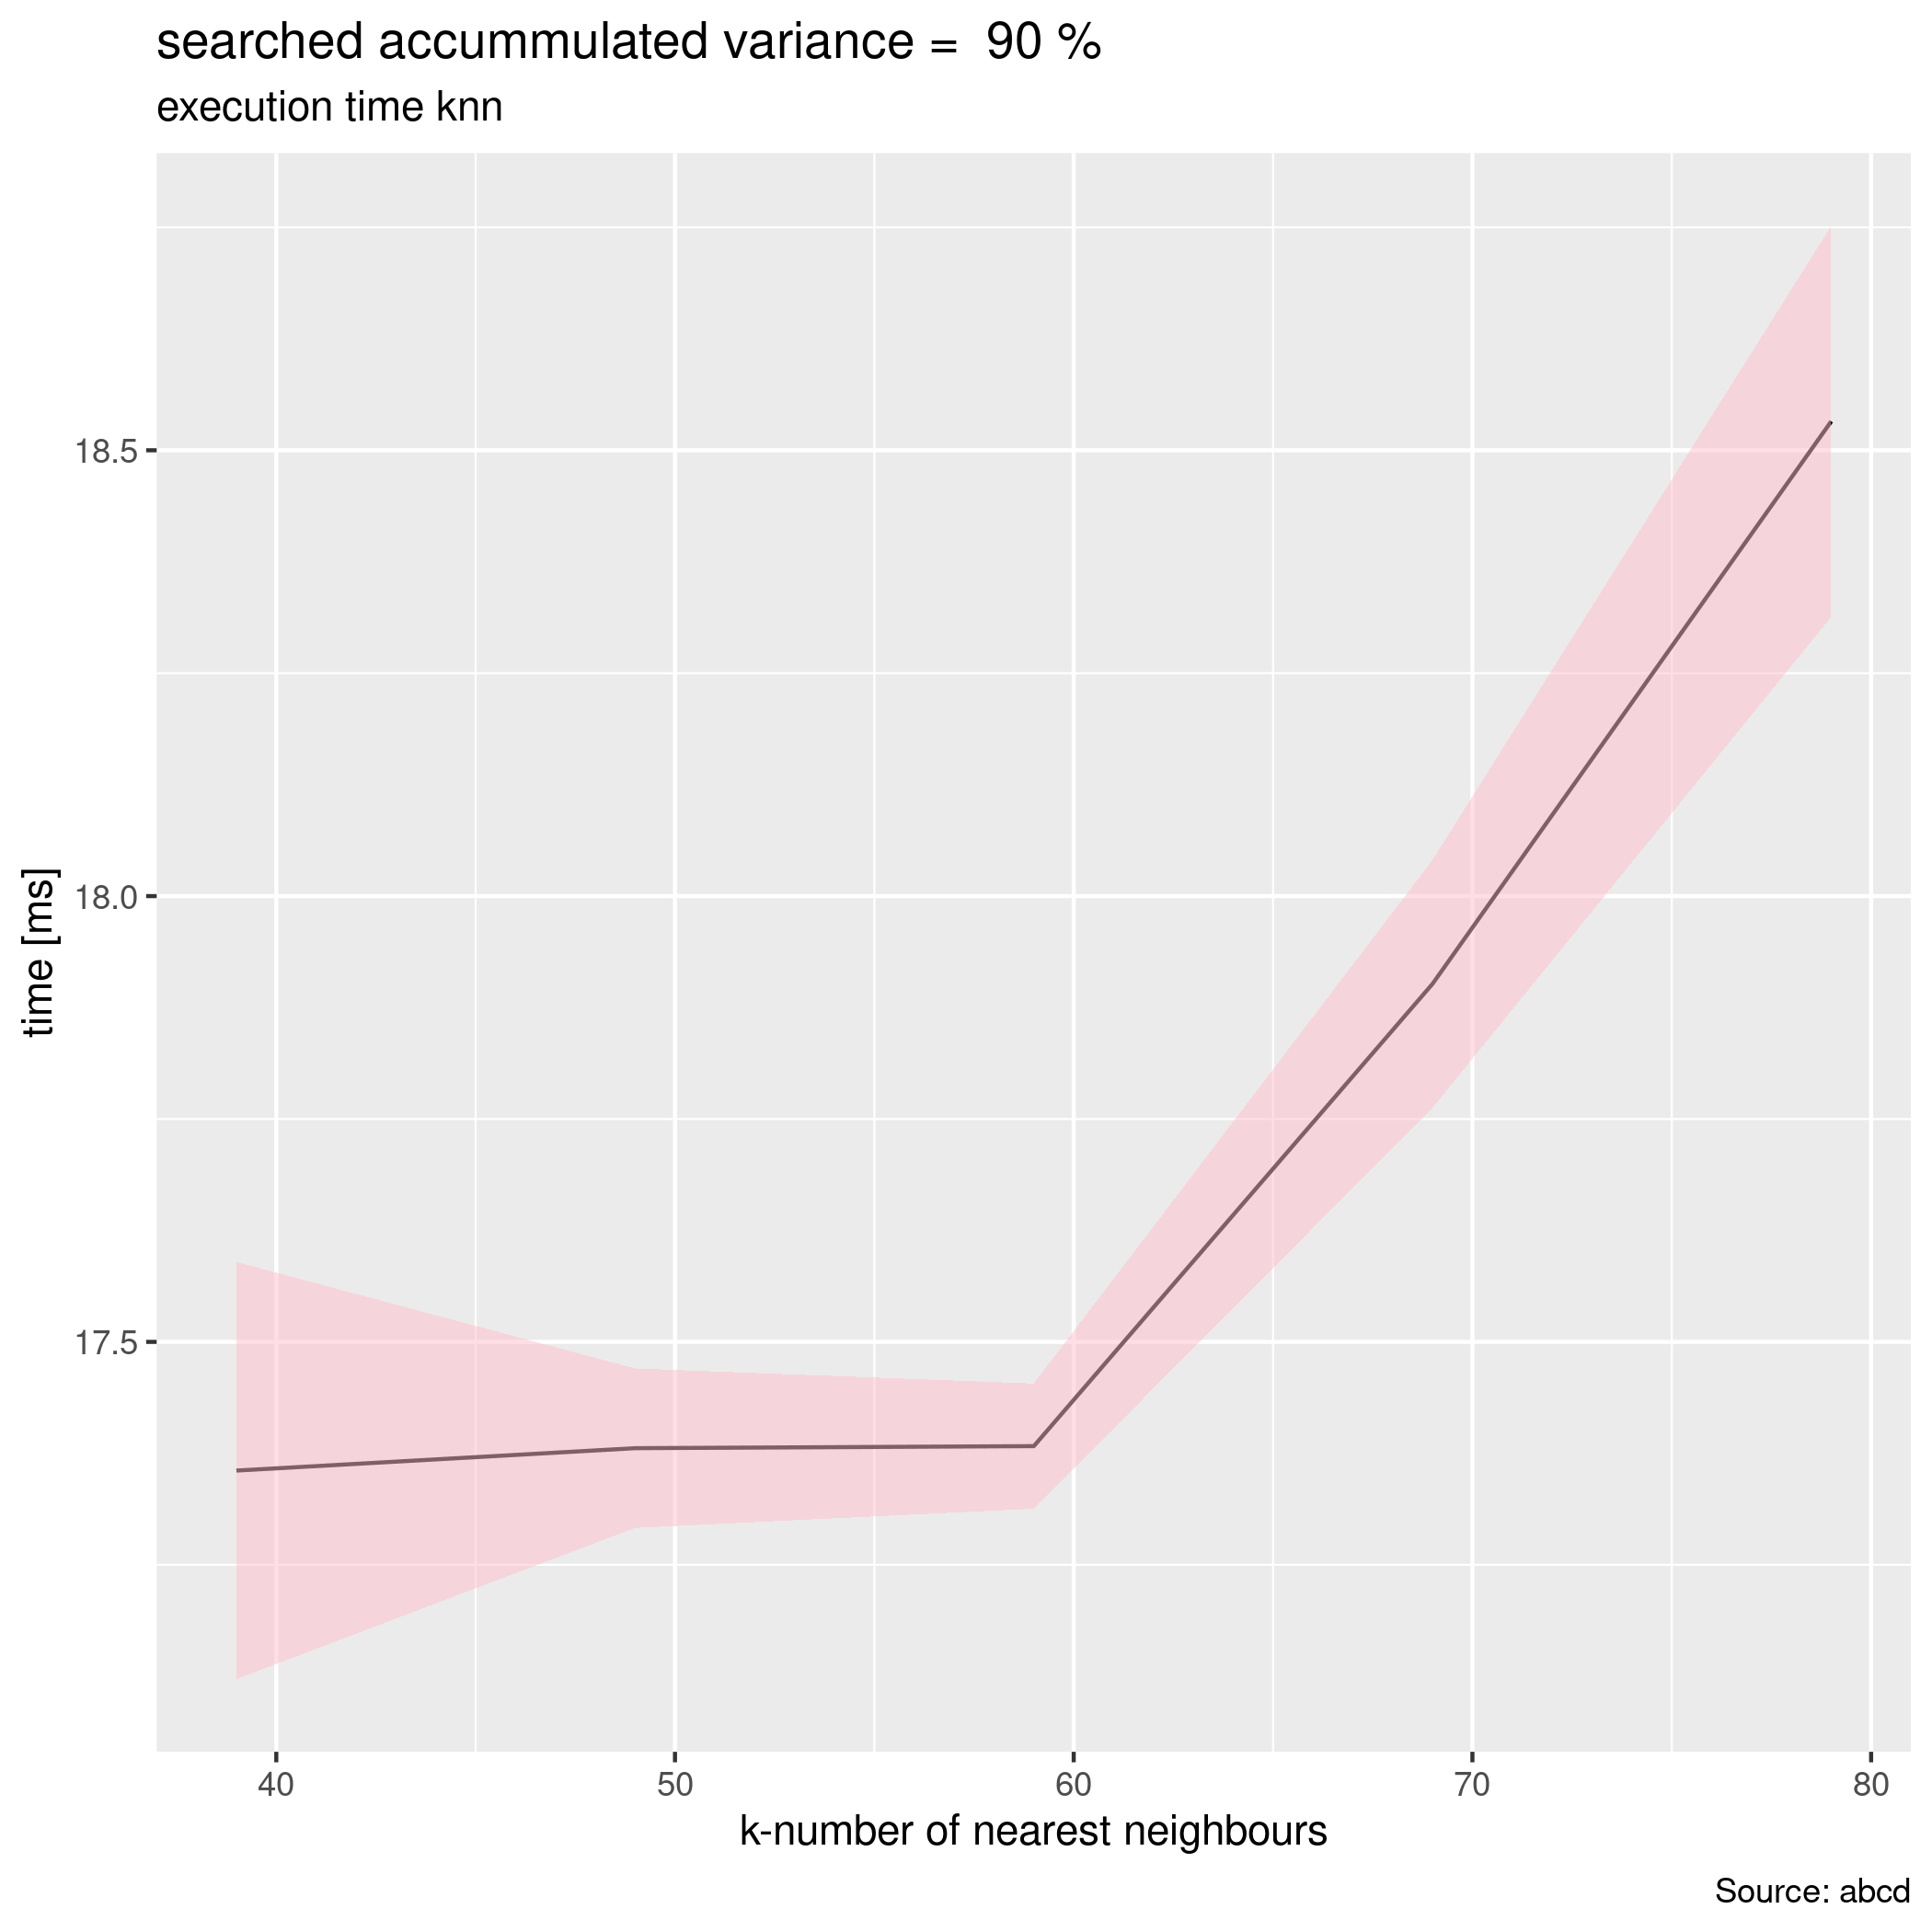 searched accummulated variance =  90 %
execution time knn
18.5
18.0
17.5
time [ms]
40 50 60 70 80
k-number of nearest neighbours
Source: abcd